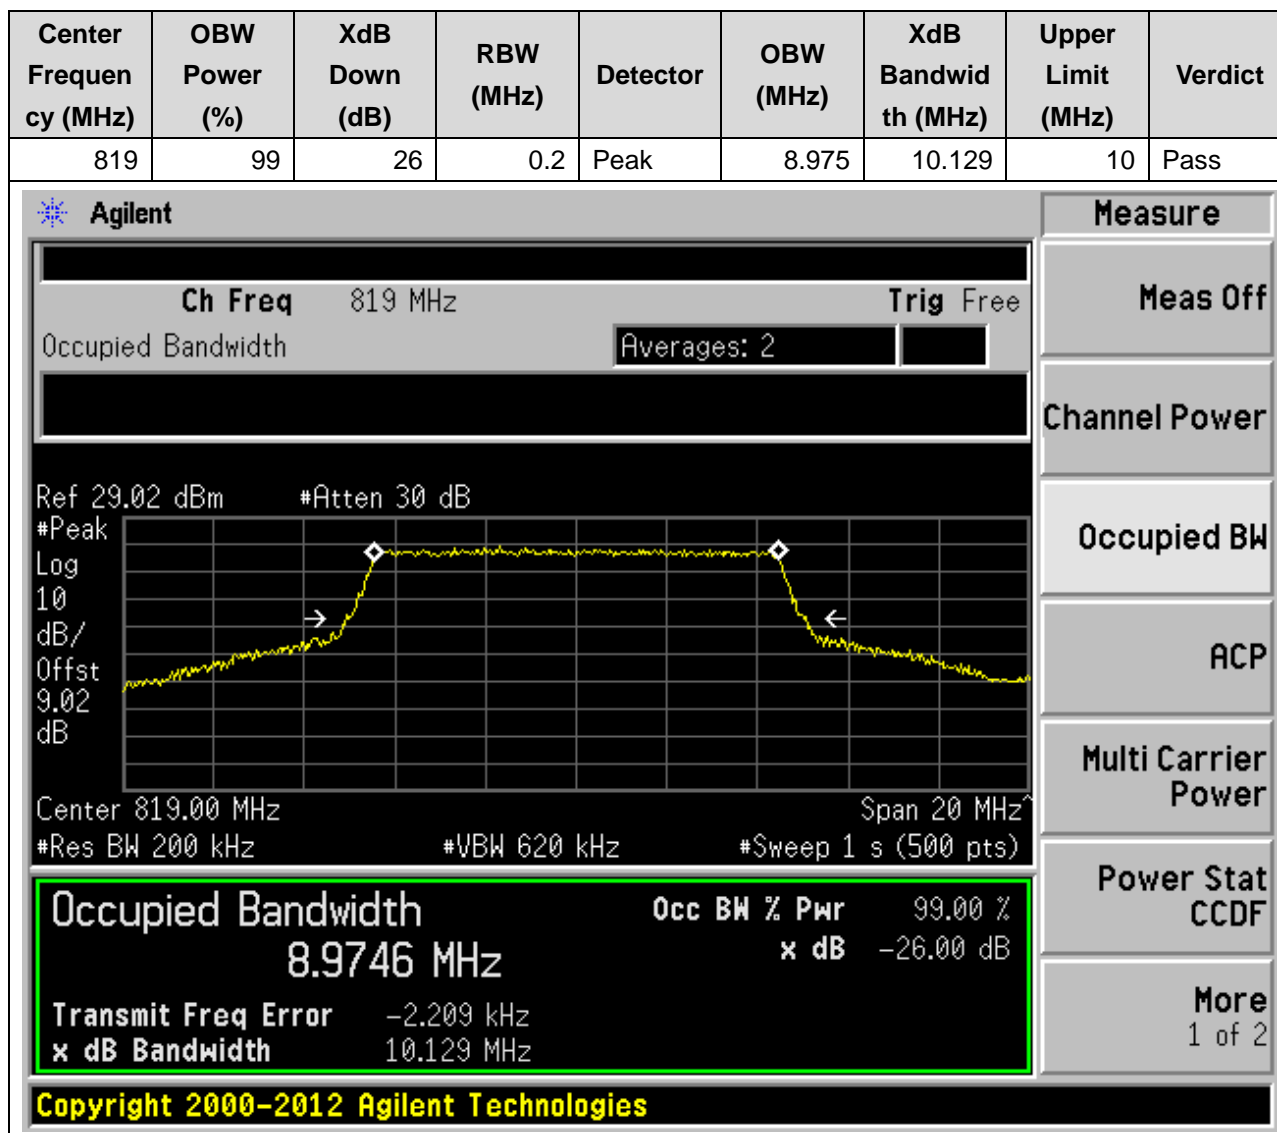 Center Frequen cy (MHz) | OBW Power (%) | XdB Down (dB) | RBW (MHz) | Detector | OBW (MHz) | XdB Bandwid th (MHz) | Upper Limit (MHz) | Verdict
819 | 99 | 26 | 0.2 | Peak | 8.975 | 10.129 | 10 | Pass
Agilent
Ch Freq 819 MHz Trig Free
Occupied Bandwidth Averages: 2
Ref 29.02 dBm #Atten 30 dB
#Peak
Log
10
dB/
Offst
9.02
dB
Center 819.00 MHz Span 20 MHz^
#Res BW 200 kHz #VBW 620 kHz #Sweep 1 s (500 pts)
Occupied Bandwidth Occ BW % Pwr 99.00 %
8.9746 MHz x dB -26.00 dB
Transmit Freq Error -2.209 kHz
x dB Bandwidth 10.129 MHz
Copyright 2000-2012 Agilent Technologies
Measure
Meas Off
Channel Power
Occupied BW
ACP
Multi Carrier
Power
Power Stat
CCDF
More
1 of 2